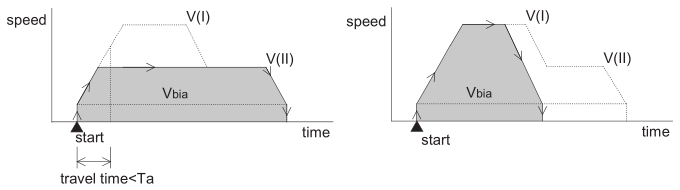 speed
V(I)
V(II)
Vbia
start
time
travel time<Ta
speed
V(I)
V(II)
Vbia
start
time